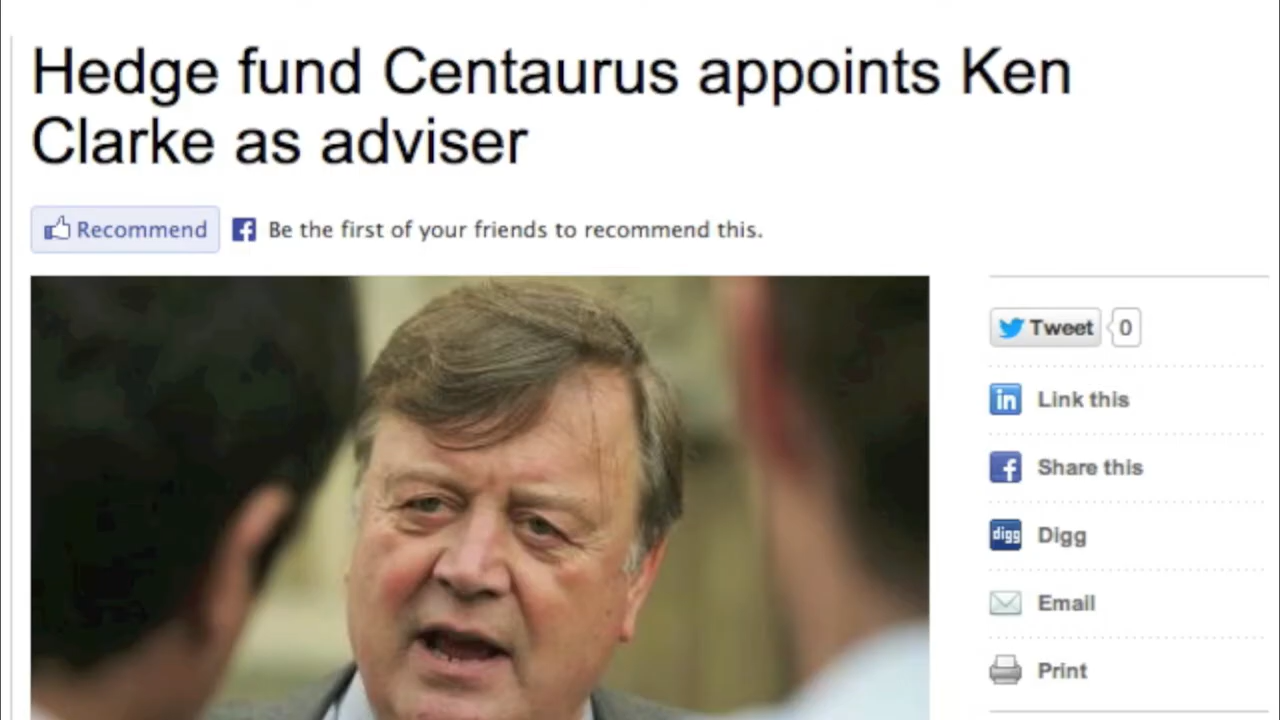 Hedge fund Centaurus appoints Ken
Clarke as adviser
Recommend
Be the first of your friends to recommend this.
Tweet 0
Link this
Share this
digg Digg
Email
Print